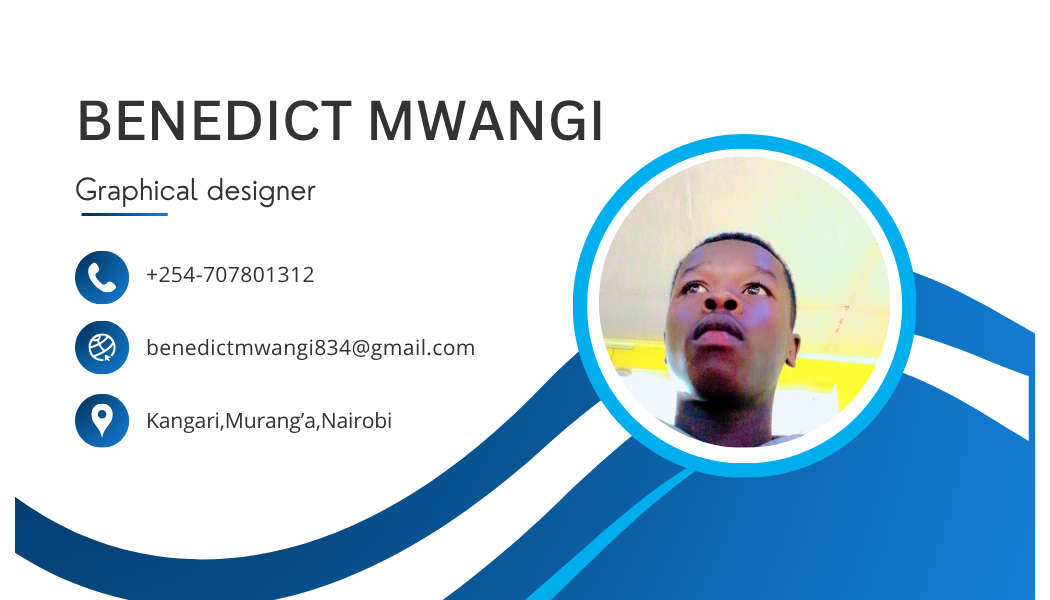 BENEDICT MWANGI
Graphical designer
+254-707801312
benedictmwangi834@gmail.com
Kangari,Murang’a,Nairobi